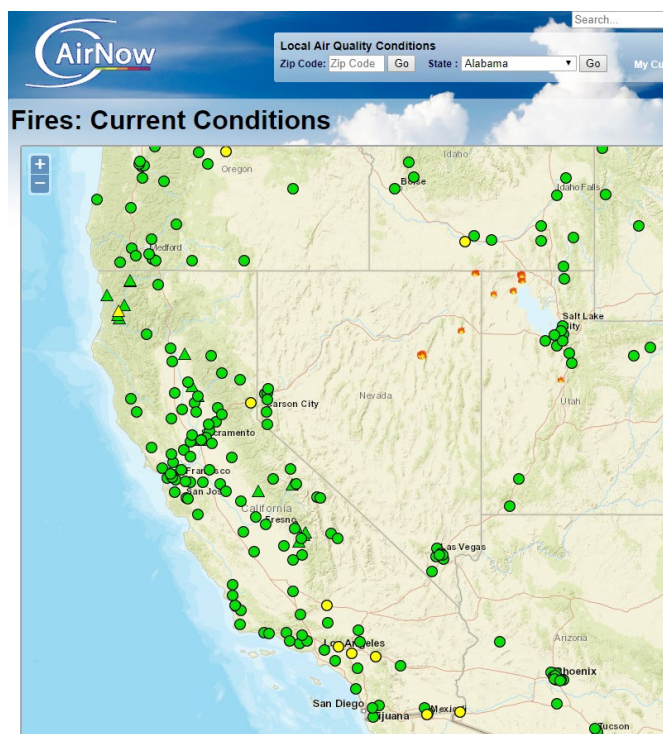 Search...
AirNow
Local Air Quality Conditions
Zip Code: Zip Code Go State : Alabama Go My Cu
Fires: Current Conditions
+
−
Idaho
Oregon
Boise
Idaho Falls
Medford
Salt Lake
City
Nevada
Utah
Carson City
Sacramento
Francisco
San Jos
California
Fresno
Las Vegas
Los Angeles
Arizona
Phoenix
San Diego
Mexicali
Tijuana
Tucson